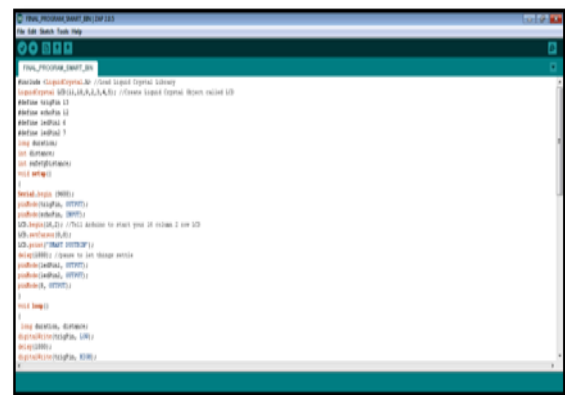 FINAL_PROGRAM_SMART_BIN | ARDUINO
File Edit Sketch Tools Help
FINAL_PROGRAM_SMART_BIN
#include <LiquidCrystal.h> //Load Liquid Crystal Library
LiquidCrystal LCD(11,10,9,2,3,4,5); //Create Liquid Crystal Object called LCD
#define trigPin 13
#define echoPin 12
#define ledPin1 6
#define ledPin2 7
long duration;
int distance;
int safetyDistance;
void setup()
{
Serial.begin (9600);
pinMode(trigPin, OUTPUT);
pinMode(echoPin, INPUT);
LCD.begin(16,2); //Tell Arduino to start your 16 column 2 row LCD
LCD.setCursor(0,0);
LCD.print("SMART DUSTBIN");
delay(1000); //pause to let things settle
pinMode(ledPin1, OUTPUT);
pinMode(ledPin2, OUTPUT);
pinMode(8, OUTPUT);
}
void loop()
{
long duration, distance;
digitalWrite(trigPin, LOW);
delay(1000);
digitalWrite(trigPin, HIGH);